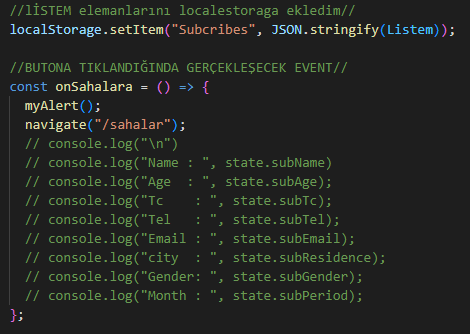 //lİSTEM elemanlarını localestoraga ekledim//
localStorage.setItem("Subcribes", JSON.stringify(Listem));
//BUTONA TIKLANDIĞINDA GERÇEKLEŞECEK EVENT//
const onSahalara = () => {
myAlert();
navigate("/sahalar");
// console.log("\n")
// console.log("Name : ", state.subName)
// console.log("Age  : ", state.subAge);
// console.log("Tc    : ", state.subTc);
// console.log("Tel   : ", state.subTel);
// console.log("Email : ", state.subEmail);
// console.log("city  : ", state.subResidence);
// console.log("Gender: ", state.subGender);
// console.log("Month : ", state.subPeriod);
};